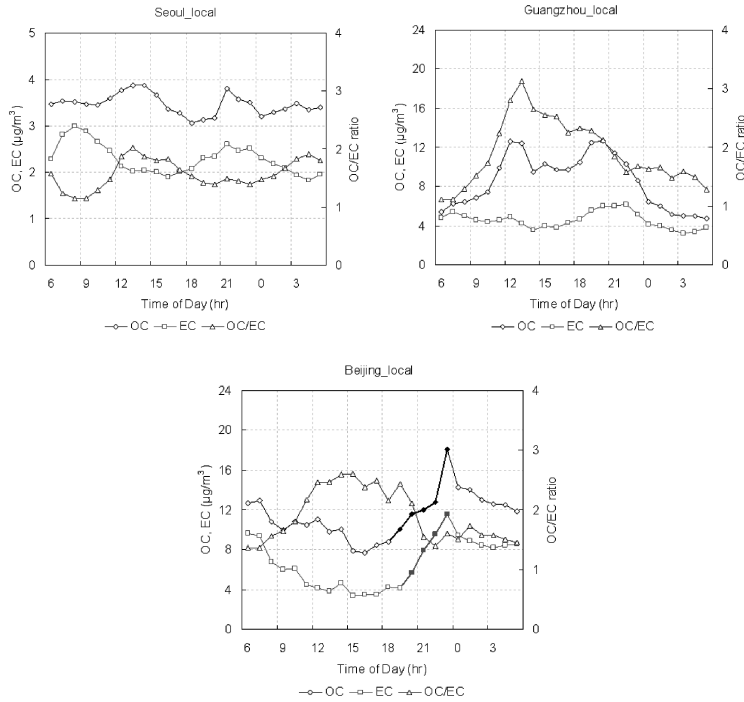 Seoul_local
5
4
3
2
1
0
OC, EC (µg/m³)
4
3
2
1
0
OC/EC ratio
6 9 12 15 18 21 0 3
Time of Day (hr)
OC EC OC/EC
Guangzhou_local
24
20
16
12
8
4
0
OC, EC (µg/m³)
4
3
2
1
0
OC/EC ratio
6 9 12 15 18 21 0 3
Time of Day (hr)
OC EC OC/EC
Beijing_local
24
20
16
12
8
4
0
OC, EC (µg/m³)
4
3
2
1
0
OC/EC ratio
6 9 12 15 18 21 0 3
Time of Day (hr)
OC EC OC/EC